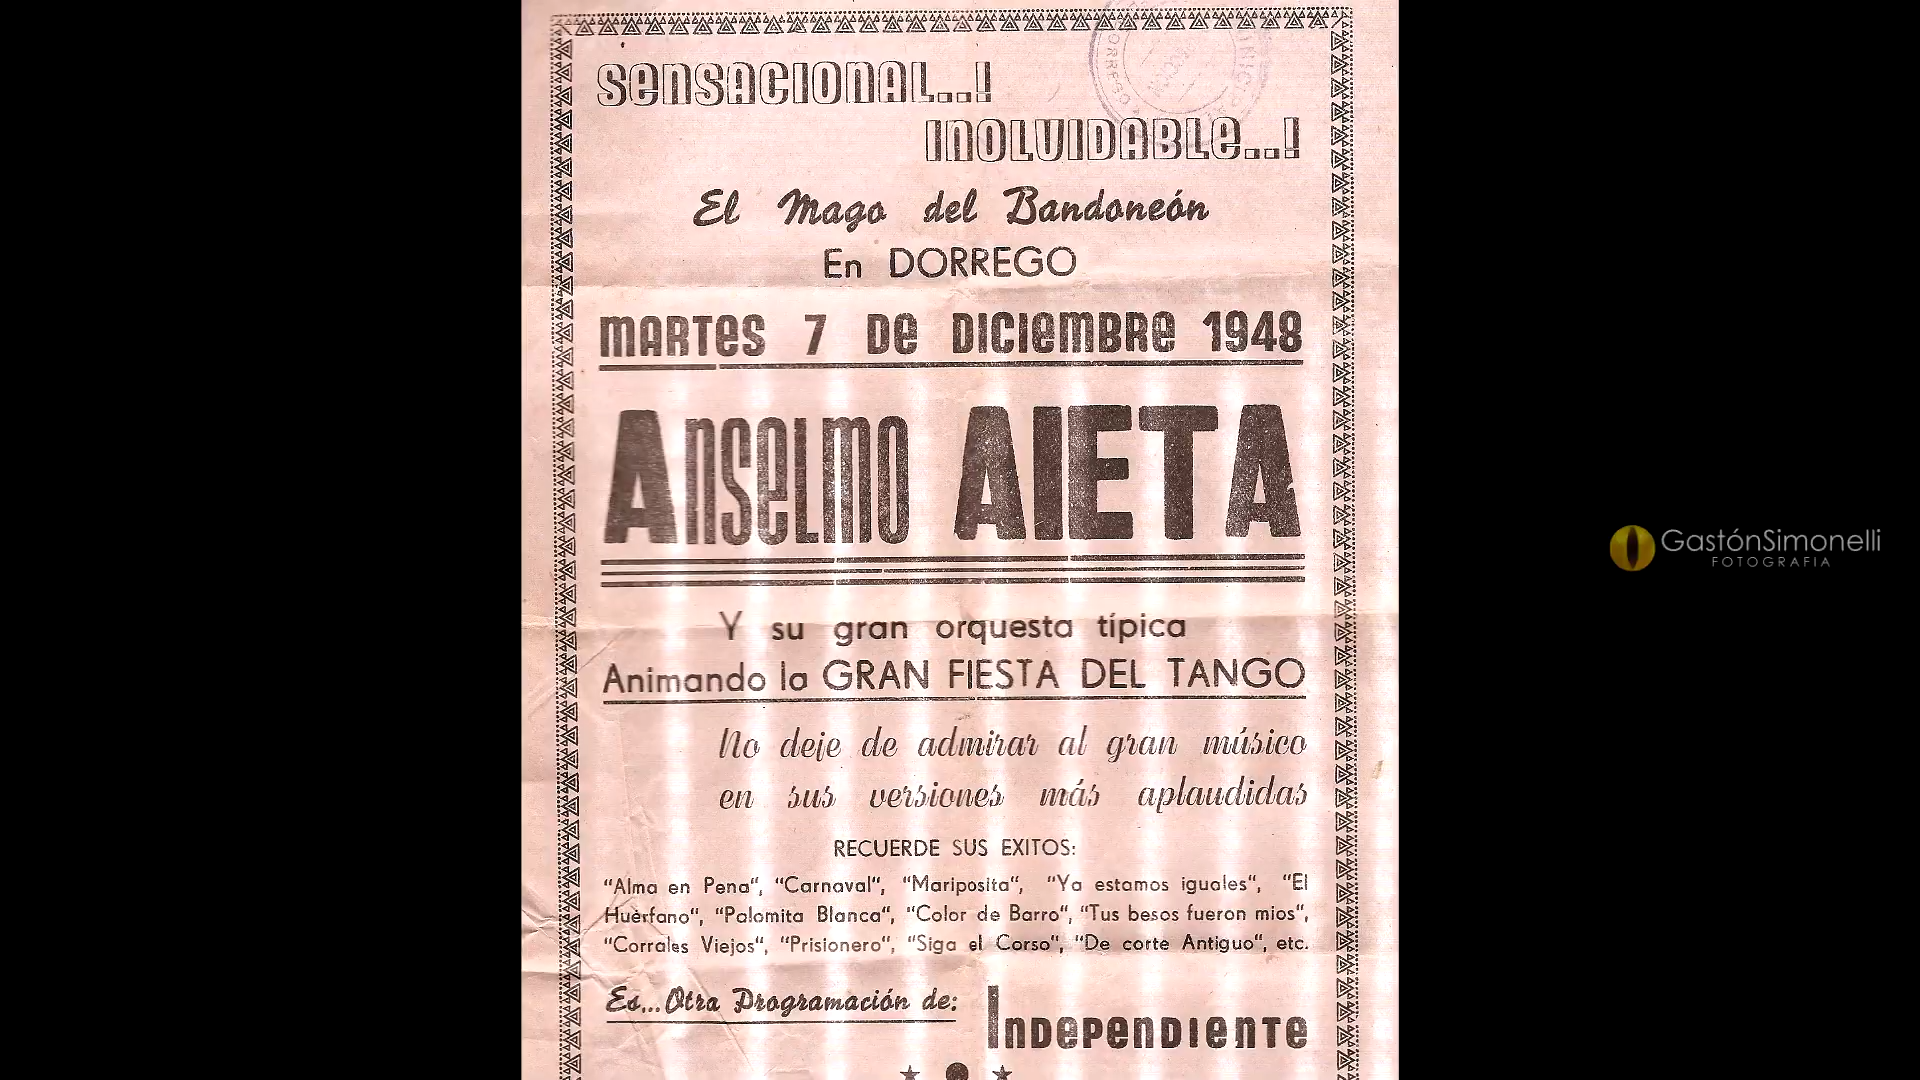 SENSACIONAL..!
INOLVIDABLE..!
El Mago del Bandoneón
En DORREGO
MARTES 7 DE DICIEMBRE 1948
ANSELMO AIETA
Y su gran orquesta típica
Animando la GRAN FIESTA DEL TANGO
No deje de admirar al gran músico
en sus versiones más aplaudidas
RECUERDE SUS EXITOS:
"Alma en Pena", "Carnaval", "Mariposita", "Ya estamos iguales", "El
Huérfano", "Palomita Blanca", "Color de Barro", "Tus besos fueron mios",
"Corrales Viejos", "Prisionero", "Siga el Corso", "De corte Antiguo", etc.
Es...Otra Programación de:
INDEPENDIENTE
GastónSimonelli
FOTOGRAFIA